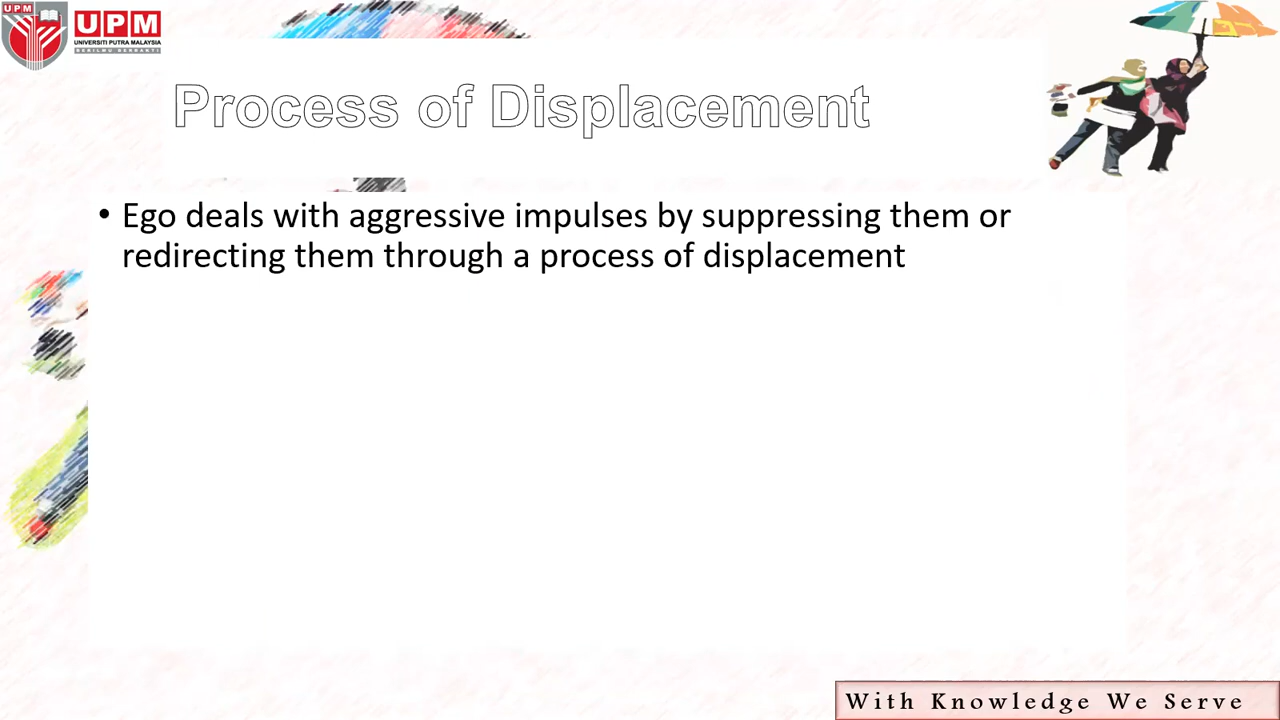 UPM
UPM
UNIVERSITI PUTRA MALAYSIA
BERILMU BERBAKTI
Process of Displacement
• Ego deals with aggressive impulses by suppressing them or
redirecting them through a process of displacement
With Knowledge We Serve